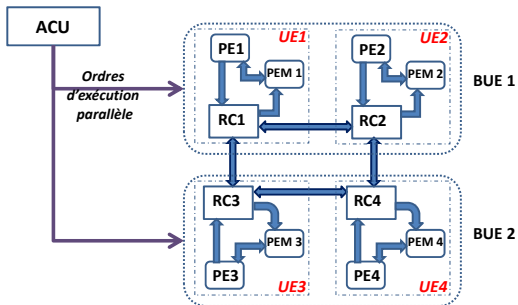 ACU
UE1
UE2
PE1
PEM 1
PE2
PEM 2
Ordres
d'exécution
parallèle
BUE 1
RC1
RC2
RC3
RC4
PEM 3
PEM 4
BUE 2
PE3
UE3
PE4
UE4